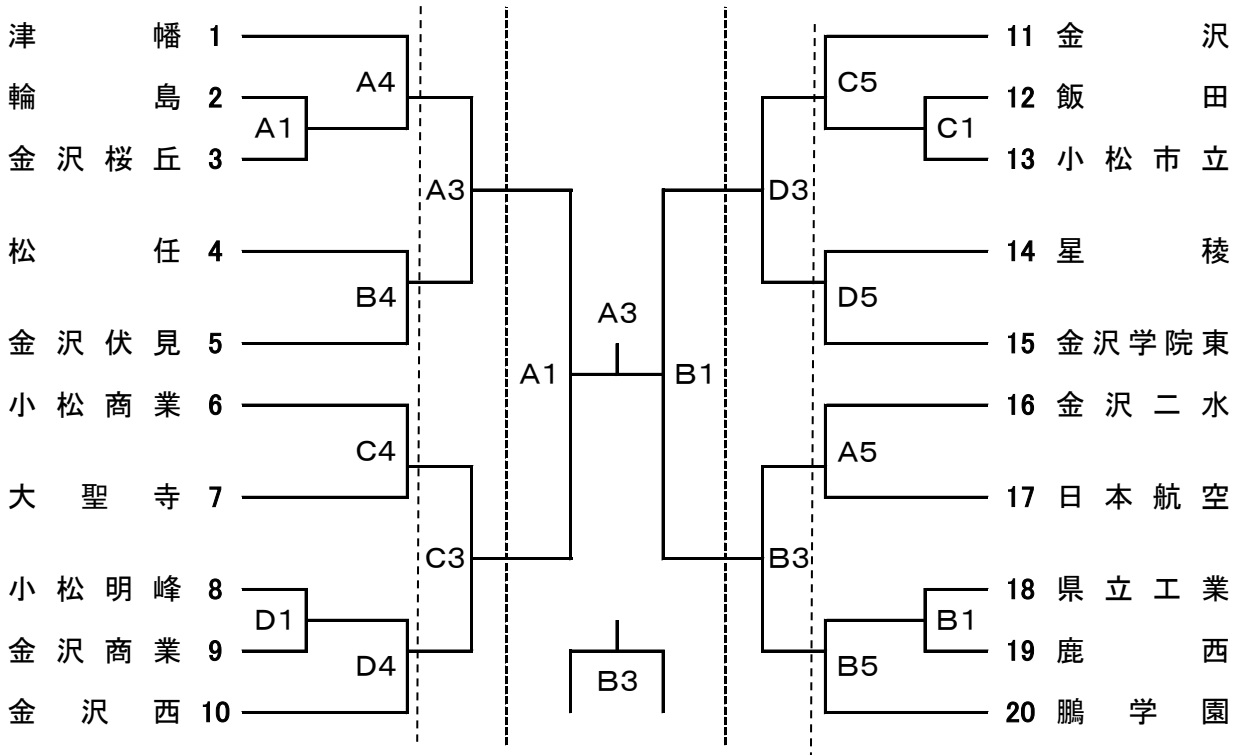 津幡 1
A4
輪島 2
A1
金沢桜丘 3
A3
松任 4
B4
金沢伏見 5
小松商業 6
C4
大聖寺 7
C3
小松明峰 8
D1
金沢商業 9
D4
金沢西 10
A1
A3
B1
B3
11 金沢
C5
12 飯田
C1
13 小松市立
D3
14 星稜
D5
15 金沢学院東
16 金沢二水
A5
17 日本航空
B3
18 県立工業
B1
19 鹿西
B5
20 鵬学園